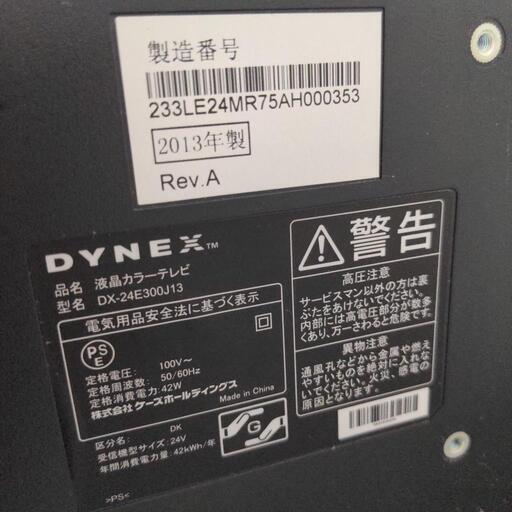 製造番号
233LE24MR75AH000353
2013年製
Rev.A
DYNEX™
品名 液晶カラーテレビ
型名 DX-24E300J13
電気用品安全法に基づく表示
PSE
定格電圧: 100V~
定格周波数: 50/60Hz
定格消費電力: 42W
株式会社ケーズホールディングス
Made in China
区分名: DK
受信機型サイズ: 24V
年間消費電力量: 42kWh/年
G
>PS<
警告
高圧注意
サービスマン以外の方は裏
ぶたをあけないでください。
内部には高電圧部分が数多
くあり、万一さわると危険です。
異物注意
通風孔などから金属や燃え
やすいものを絶対に入れな
いでください。火災、感電の
原因となります。